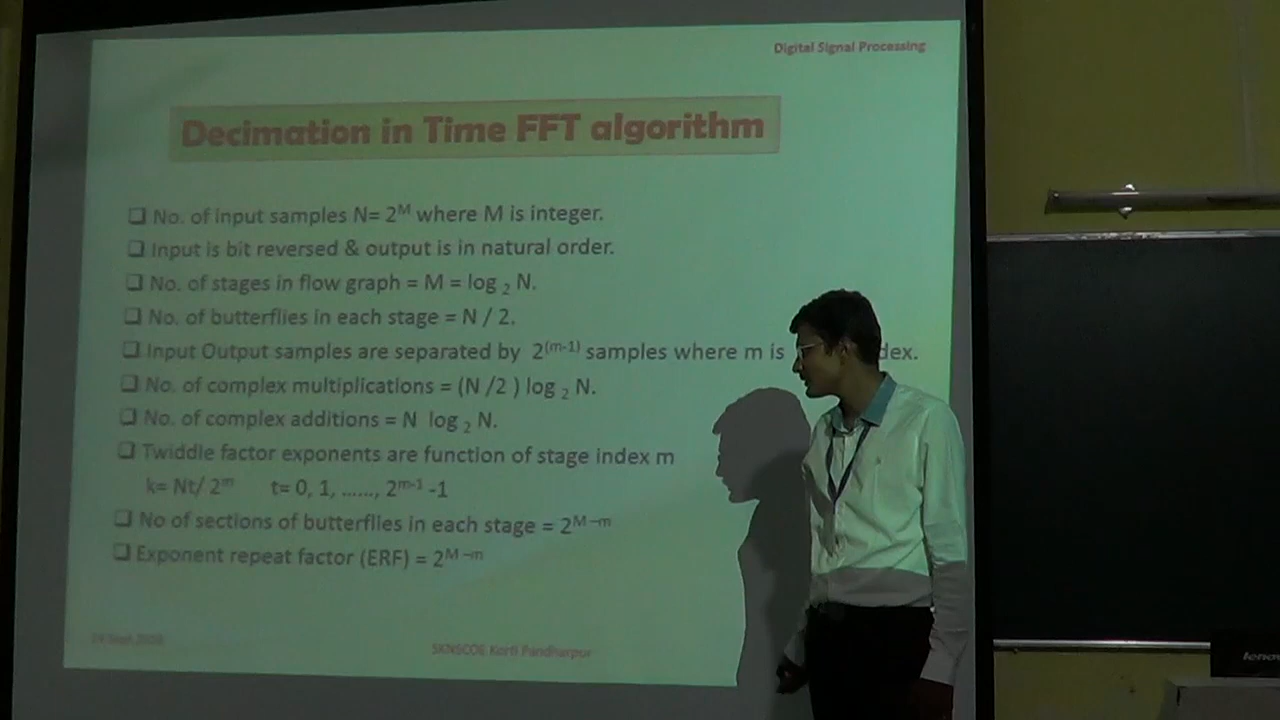 Digital Signal Processing
Decimation in Time FFT algorithm
❑ No. of input samples N= 2^M where M is integer.
❑ Input is bit reversed & output is in natural order.
❑ No. of stages in flow graph = M = log ₂ N.
❑ No. of butterflies in each stage = N / 2.
❑ Input Output samples are separated by 2^(m-1) samples where m is dex.
❑ No. of complex multiplications = (N /2 ) log ₂ N.
❑ No. of complex additions = N log ₂ N.
❑ Twiddle factor exponents are function of stage index m
k= Nt/ 2^m t= 0, 1, ......, 2^m-1 -1
❑ No of sections of butterflies in each stage = 2^M–m
❑ Exponent repeat factor (ERF) = 2^M –m
SKNSCOE Korti Pandharpur
lenov